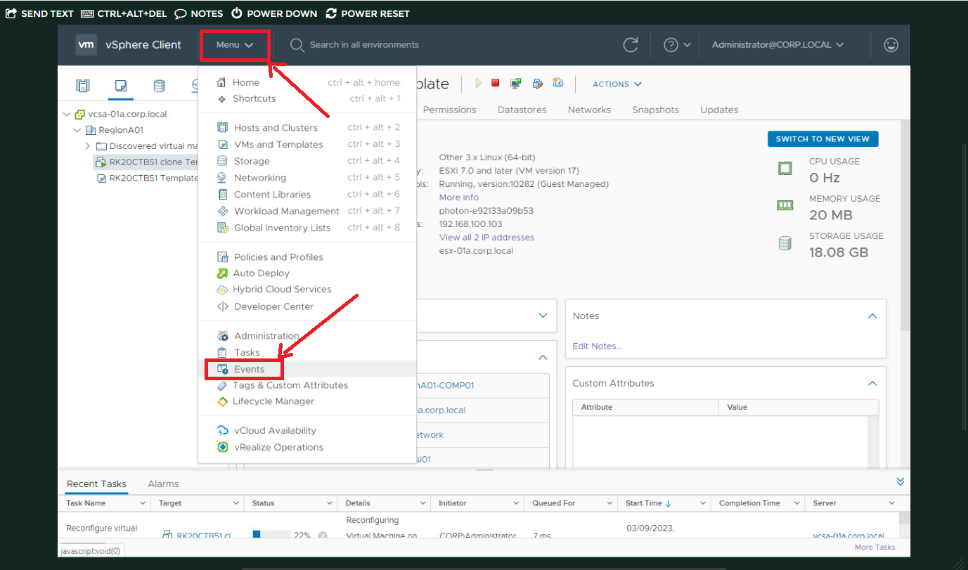 SEND TEXT CTRL+ALT+DEL NOTES POWER DOWN POWER RESET
vm vSphere Client Menu Search in all environments Administrator@CORP.LOCAL
Home ctrl + alt + home
Shortcuts ctrl + alt + 1
Hosts and Clusters ctrl + alt + 2
VMs and Templates ctrl + alt + 3
Storage ctrl + alt + 4
Networking ctrl + alt + 5
Content Libraries ctrl + alt + 6
Workload Management ctrl + alt + 7
Global Inventory Lists ctrl + alt + 8
Policies and Profiles
Auto Deploy
Hybrid Cloud Services
Developer Center
Administration
Tasks
Events
Tags & Custom Attributes
Lifecycle Manager
vCloud Availability
vRealize Operations
vcsa-01a.corp.local
RegionA01
Discovered virtual ma
RK20CTB51 clone Ter
RK20CTB51 Template
plate ACTIONS
Permissions Datastores Networks Snapshots Updates
SWITCH TO NEW VIEW
Other 3.x Linux (64-bit)
y: ESXi 7.0 and later (VM version 17)
ols: Running, version:10282 (Guest Managed)
More info
photon-e92133a09b53
s: 192.168.100.103
View all 2 IP addresses
esx-01a.corp.local
CPU USAGE
0 Hz
MEMORY USAGE
20 MB
STORAGE USAGE
18.08 GB
nA01-COMP01
a.corp.local
etwork
si01
Notes
Edit Notes...
Custom Attributes
Attribute Value
Recent Tasks Alarms
Task Name Target Status Details Initiator Queued For Start Time Completion Time Server
Reconfigure virtual RK20CTB51 cl 22% Reconfiguring
Virtual Machine on CORP\Administrator 7 ms 03/09/2023, vcsa-01a.corp.local
javascript:void(0) More Tasks